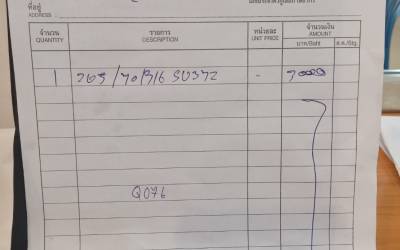 ที่อยู่
ADDRESS
จำนวน รายการ หน่วยละ จำนวนเงิน
QUANTITY DESCRIPTION UNIT PRICE AMOUNT
บาท/Baht ส.ต./Stg.
1 265/70R16 SU372 -
Q076